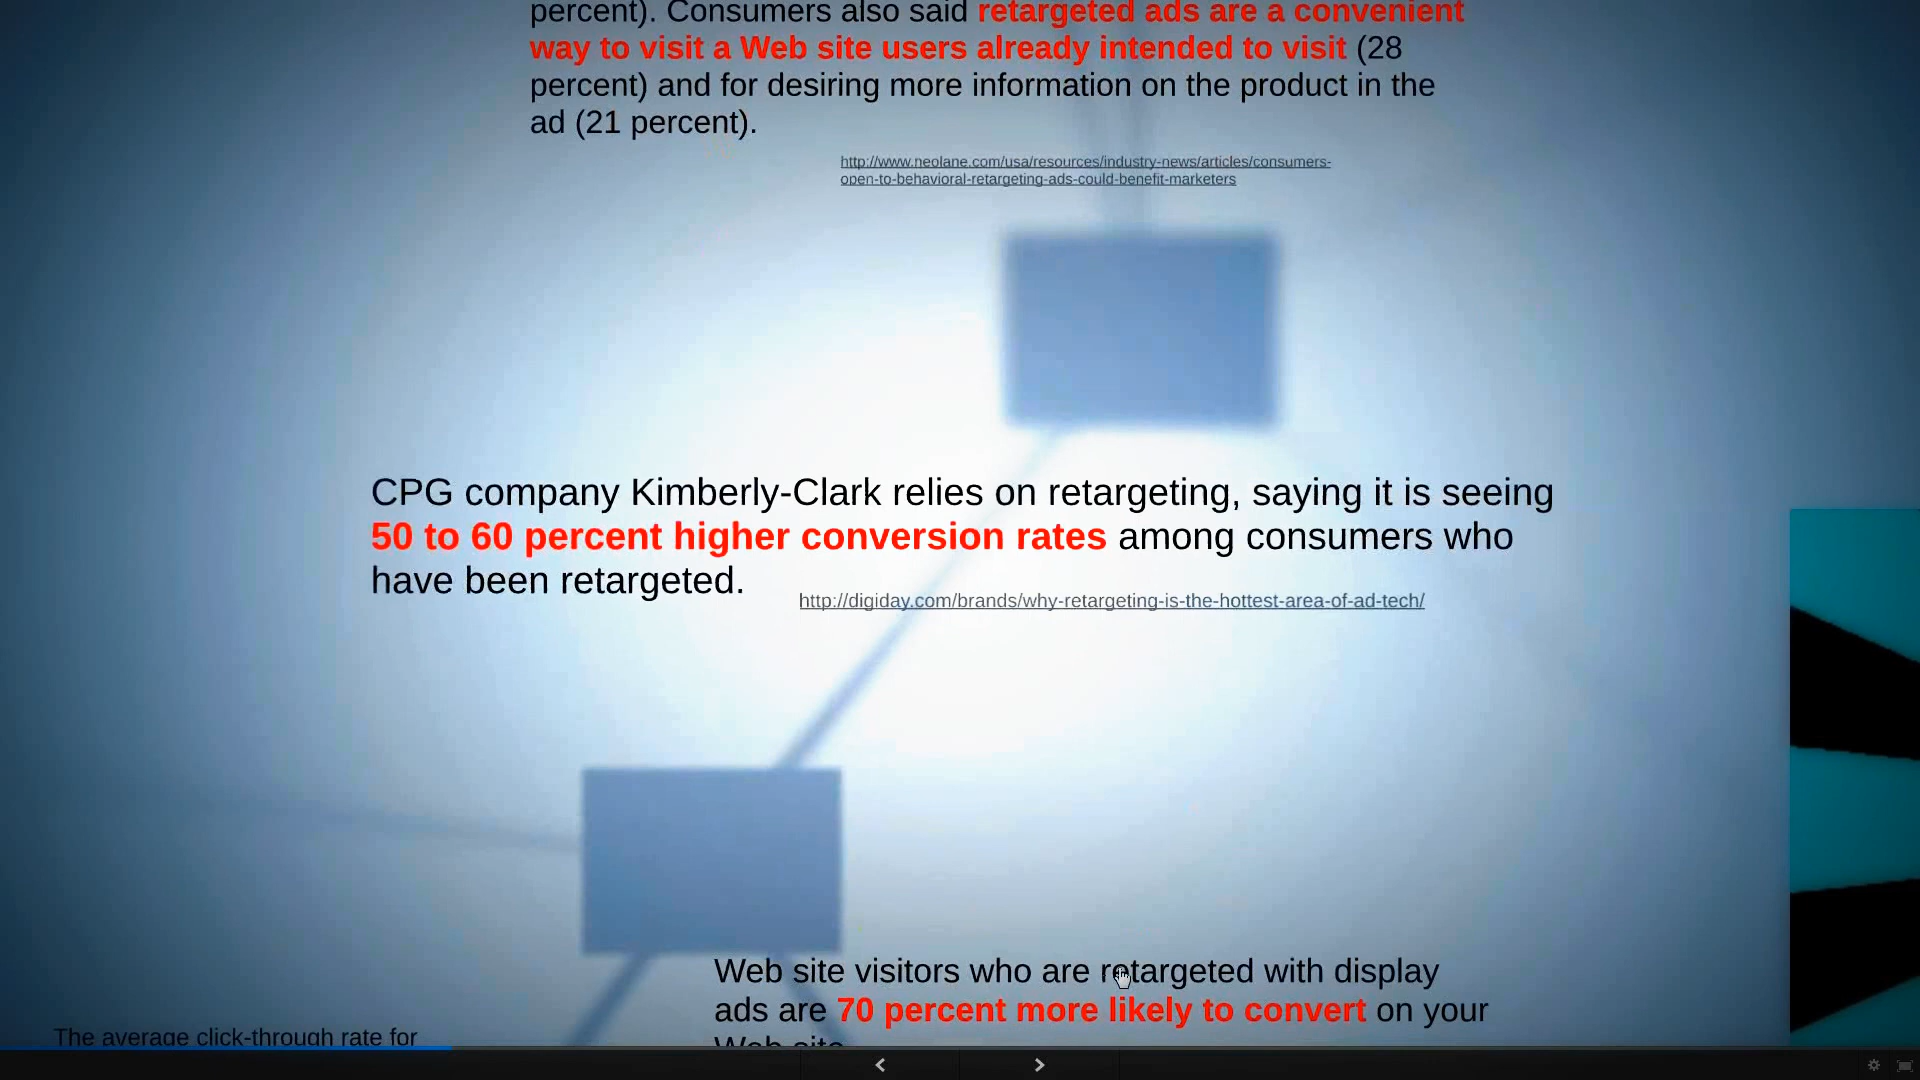 percent). Consumers also said retargeted ads are a convenient
way to visit a Web site users already intended to visit (28
percent) and for desiring more information on the product in the
ad (21 percent).
http://www.neolane.com/usa/resources/industry-news/articles/consumers-
open-to-behavioral-retargeting-ads-could-benefit-marketers
CPG company Kimberly-Clark relies on retargeting, saying it is seeing
50 to 60 percent higher conversion rates among consumers who
have been retargeted.
http://digiday.com/brands/why-retargeting-is-the-hottest-area-of-ad-tech/
Web site visitors who are retargeted with display
ads are 70 percent more likely to convert on your
Web site
The average click-through rate for